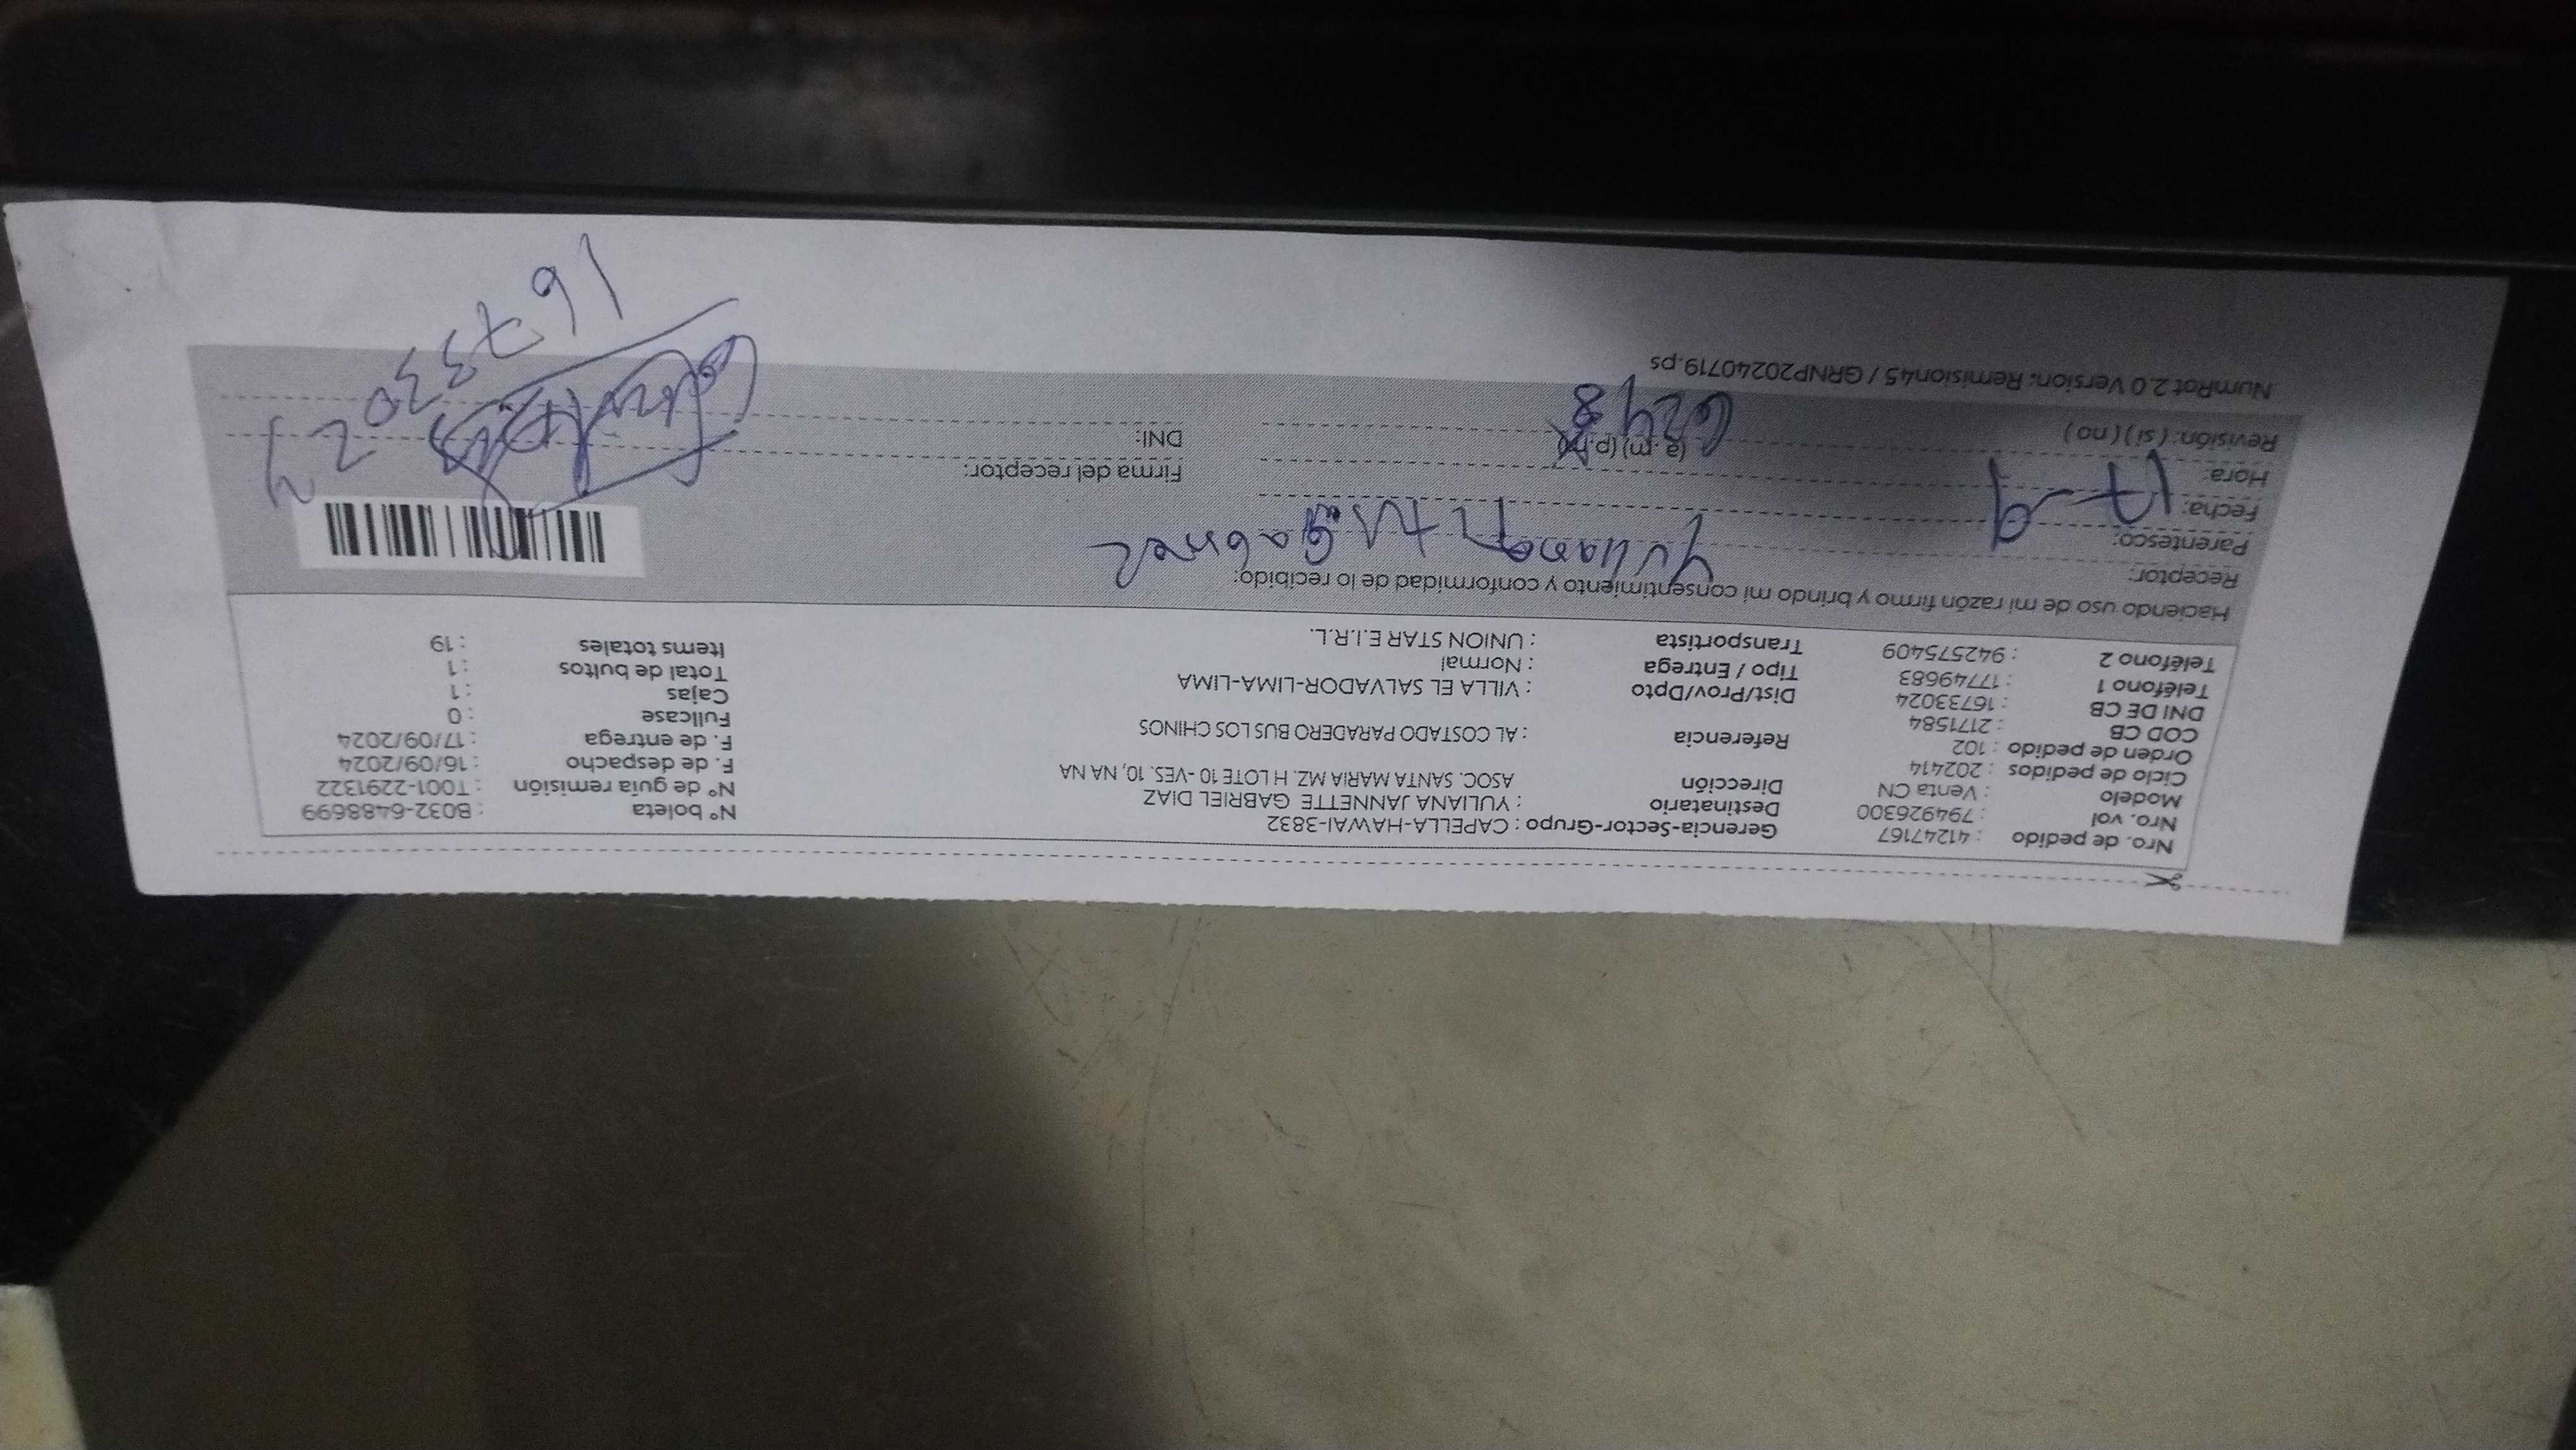 Nro. de pedido : 41247167 Gerencia-Sector-Grupo : CAPELLA-HAWAI-3832 Nº boleta : B032-6488699
Nro. vol : 794926300 Destinatario : YULIANA JANNETTE GABRIEL DIAZ Nº de guía remisión : T001-2291322
Modelo : Venta CN Dirección ASOC. SANTA MARIA MZ. H LOTE 10 -VES. 10, NA NA F. de despacho : 16/09/2024
Ciclo de pedidos : 202414 F. de entrega : 17/09/2024
Orden de pedido : 102 Referencia : AL COSTADO PARADERO BUS LOS CHINOS Fullcase : 0
COD CB : 2171584 Cajas : 1
DNI DE CB : 16733024 Dist/Prov/Dpto : VILLA EL SALVADOR-LIMA-LIMA Total de bultos : 1
Teléfono 1 : 17749683 Tipo / Entrega : Normal Items totales : 19
Teléfono 2 : 942575409 Transportista : UNION STAR E.I.R.L.
Haciendo uso de mi razón firmo y brindo mi consentimiento y conformidad de lo recibido:
Receptor: Yuliana Gabriel
Parentesco:
Fecha: 17-9 Firma del receptor:
Hora: (a. m) (p.m)
Revisión: ( si ) ( no ) DNI: 16733024
NumRot 2.0 Version: Remision45 / GRNP20240719.ps